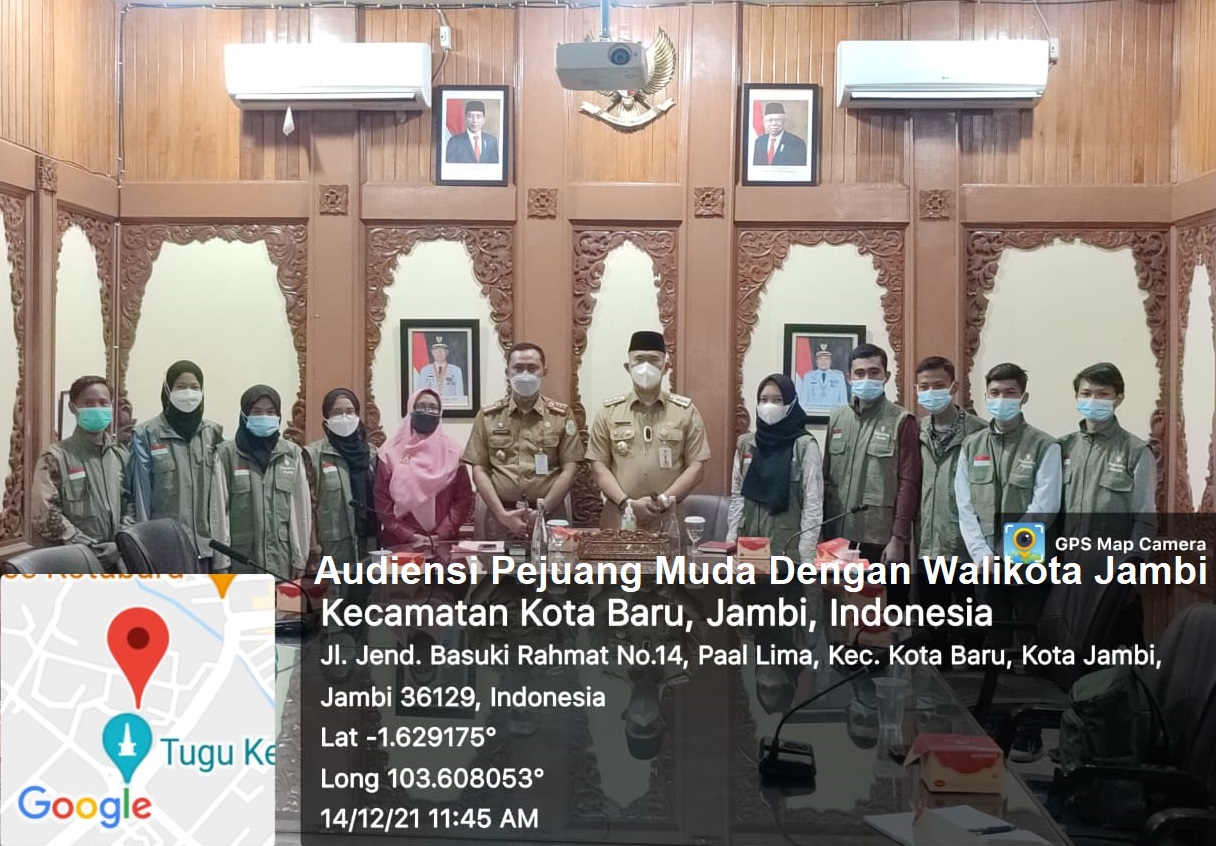 GPS Map Camera
Audiensi Pejuang Muda Dengan Walikota Jambi
Kecamatan Kota Baru, Jambi, Indonesia
Jl. Jend. Basuki Rahmat No.14, Paal Lima, Kec. Kota Baru, Kota Jambi,
Jambi 36129, Indonesia
Lat -1.629175°
Long 103.608053°
14/12/21 11:45 AM
Tugu Ke
Google